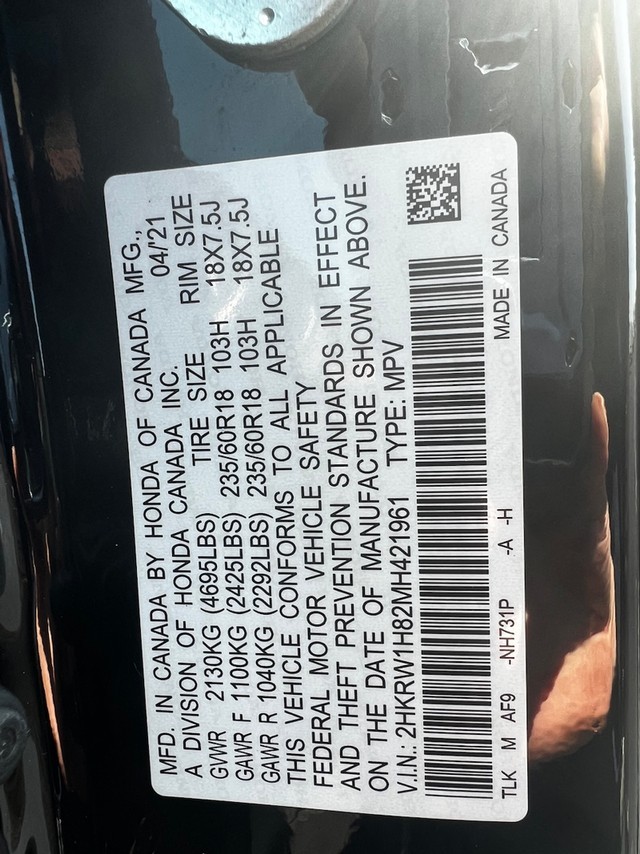 MFD. IN CANADA BY HONDA OF CANADA MFG.,
A DIVISION OF HONDA CANADA INC. 04/'21
GVWR 2130KG (4695LBS) TIRE SIZE RIM SIZE
GAWR F 1100KG (2425LBS) 235/60R18 103H 18X7.5J
GAWR R 1040KG (2292LBS) 235/60R18 103H 18X7.5J
THIS VEHICLE CONFORMS TO ALL APPLICABLE
FEDERAL MOTOR VEHICLE SAFETY
AND THEFT PREVENTION STANDARDS IN EFFECT
ON THE DATE OF MANUFACTURE SHOWN ABOVE.
V.I.N.: 2HKRW1H82MH421961 TYPE: MPV
TLK M AF9 -NH731P -A -H MADE IN CANADA